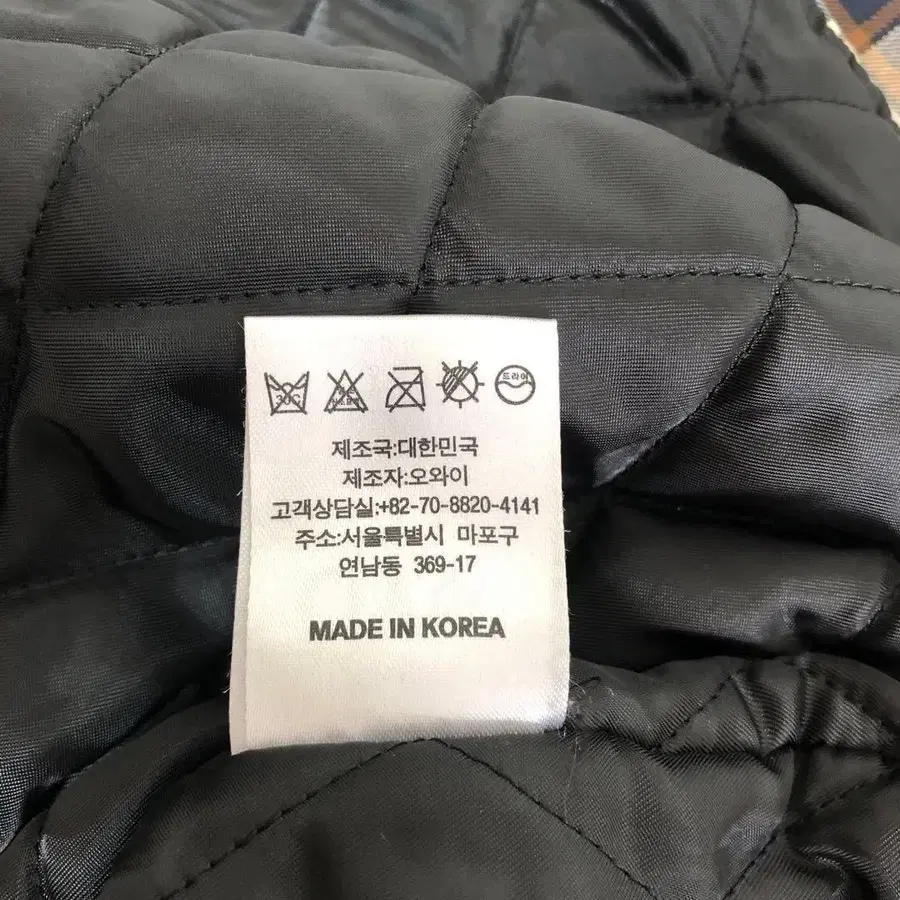 드라이
제조국:대한민국
제조자:오와이
고객상담실:+82-70-8820-4141
주소:서울특별시 마포구
연남동 369-17
MADE IN KOREA